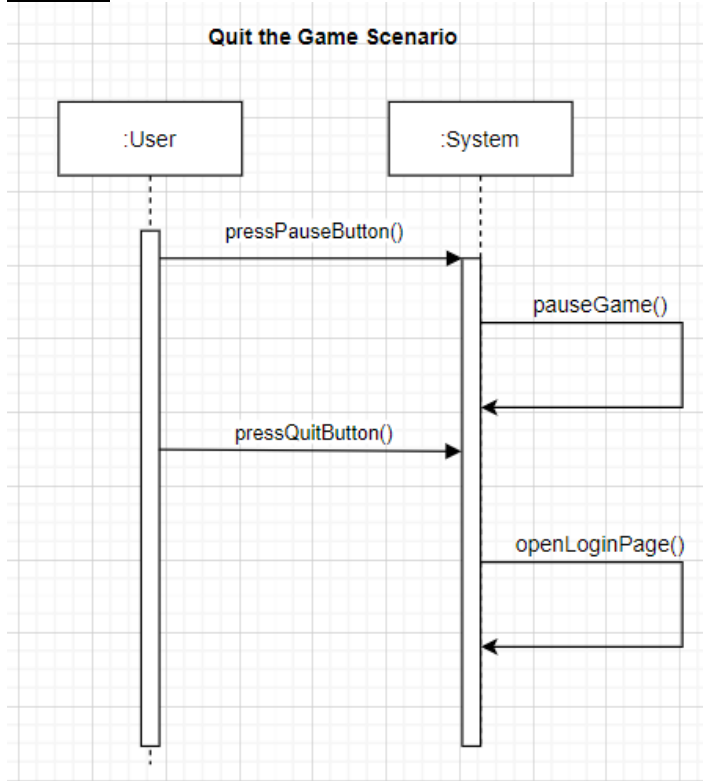 Quit the Game Scenario
:User
:System
pressPauseButton()
pauseGame()
pressQuitButton()
openLoginPage()